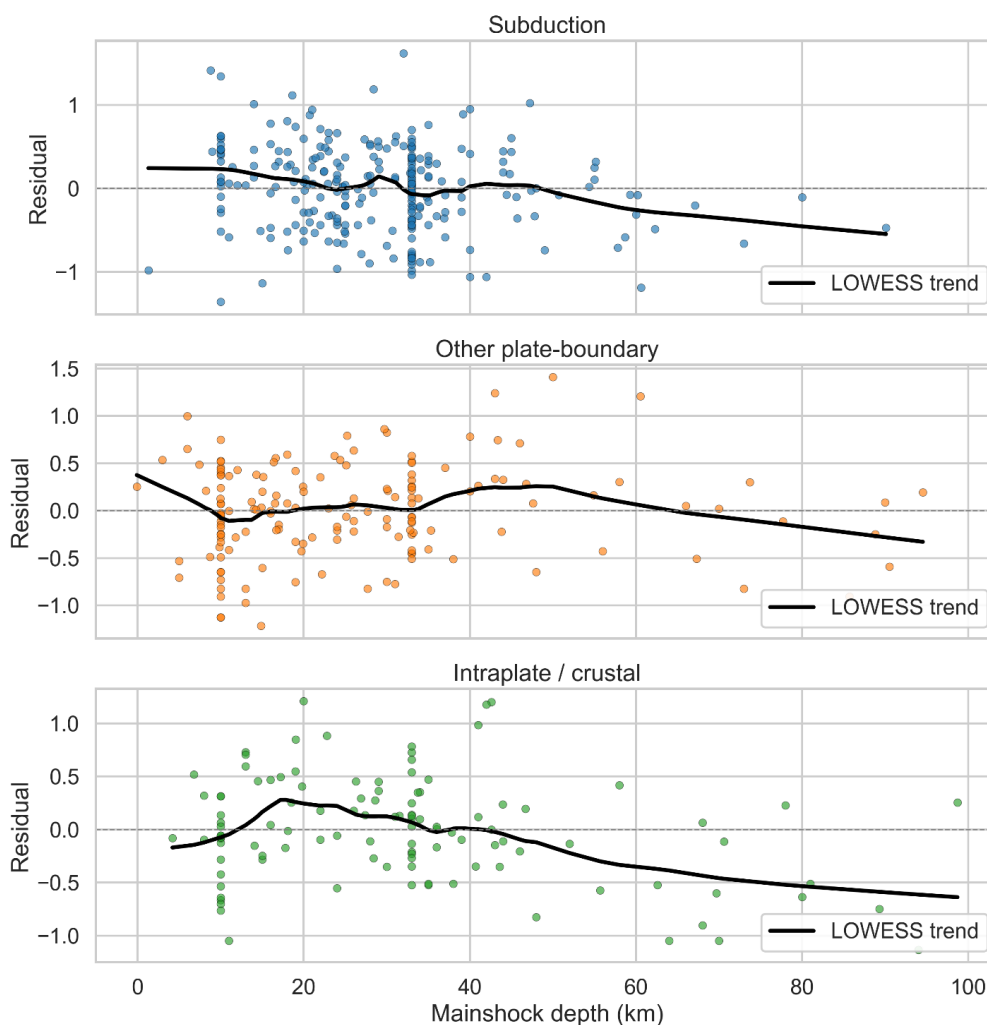 Subduction
1
0
−1
Residual
LOWESS trend
Other plate-boundary
1.5
1.0
0.5
0.0
−0.5
−1.0
Residual
LOWESS trend
Intraplate / crustal
1.0
0.5
0.0
−0.5
−1.0
Residual
LOWESS trend
0 20 40 60 80 100
Mainshock depth (km)